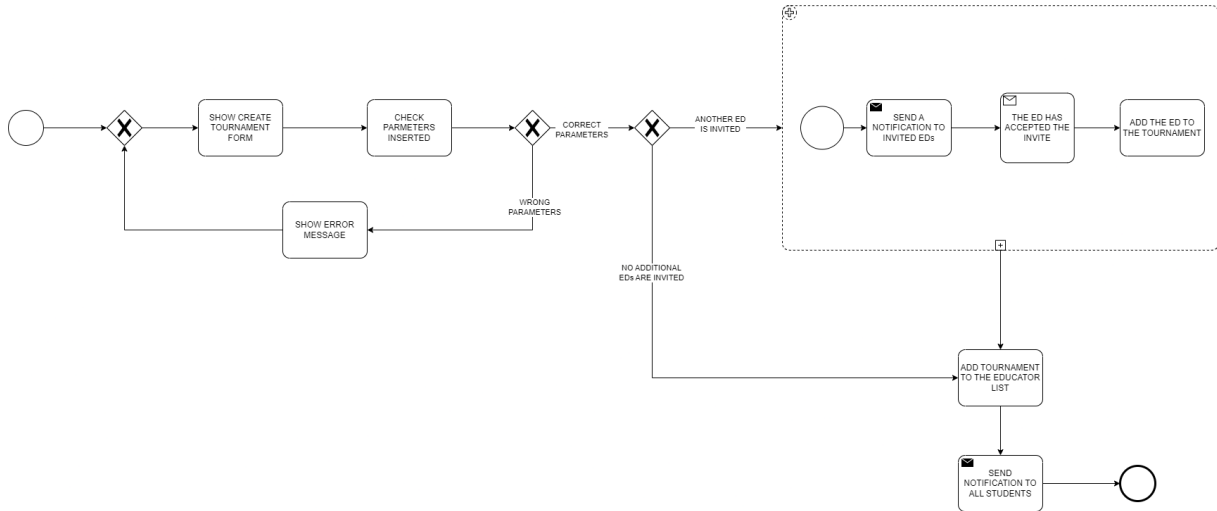 SHOW CREATE
TOURNAMENT
FORM
CHECK
PARMETERS
INSERTED
CORRECT
PARAMETERS
WRONG
PARAMETERS
SHOW ERROR
MESSAGE
ANOTHER ED
IS INVITED
NO ADDITIONAL
EDs ARE INVITED
SEND A
NOTIFICATION TO
INVITED EDs
THE ED HAS
ACCEPTED THE
INVITE
ADD THE ED TO
THE TOURNAMENT
ADD TOURNAMENT
TO THE EDUCATOR
LIST
SEND
NOTIFICATION TO
ALL STUDENTS